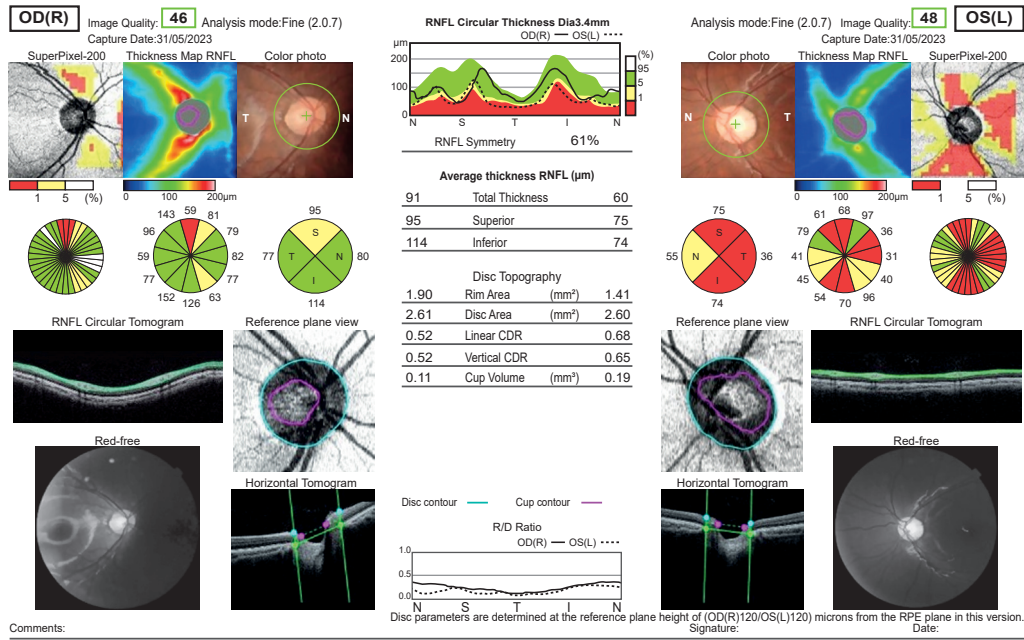 OD(R)
Image Quality: 46 Analysis mode:Fine (2.0.7)
Capture Date:31/05/2023
SuperPixel-200
Thickness Map RNFL
Color photo
T
N
1 5 (%)
0 100 200μm
143 59 81
96 79
59 82
77 77
152 126 63
95
S
77 T N 80
I
114
RNFL Circular Tomogram
Reference plane view
Red-free
Horizontal Tomogram
RNFL Circular Thickness Dia3.4mm
OD(R) OS(L)
μm
200
100
0
N S T I N
(%)
95
5
1
RNFL Symmetry 61%
Average thickness RNFL (μm)
91 Total Thickness 60
95 Superior 75
114 Inferior 74
Disc Topography
1.90 Rim Area (mm²) 1.41
2.61 Disc Area (mm²) 2.60
0.52 Linear CDR 0.68
0.52 Vertical CDR 0.65
0.11 Cup Volume (mm³) 0.19
Disc contour
Cup contour
R/D Ratio
OD(R) OS(L)
1.0
0.5
0.0
N S T I N
Analysis mode:Fine (2.0.7) Image Quality: 48
OS(L)
Capture Date:31/05/2023
Color photo
Thickness Map RNFL
SuperPixel-200
N
T
0 100 200μm
1 5 (%)
75
S
55 N T 36
I
74
61 68 97
79 36
41 31
45 40
54 70 96
Reference plane view
RNFL Circular Tomogram
Horizontal Tomogram
Red-free
Disc parameters are determined at the reference plane height of (OD(R)120/OS(L)120) microns from the RPE plane in this version.
Comments:
Signature:
Date: